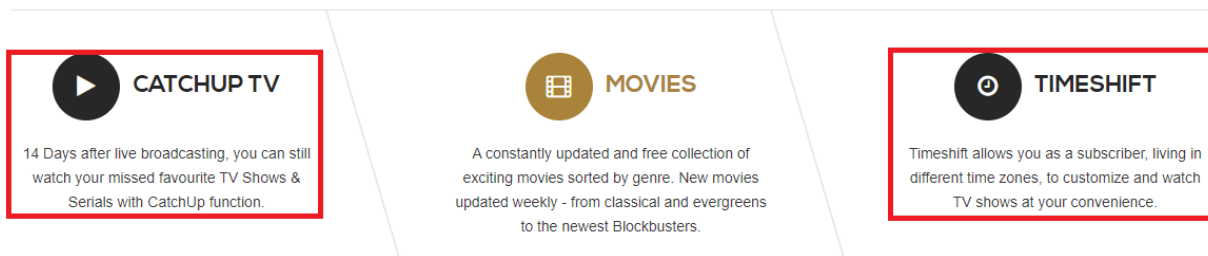 CATCHUP TV
14 Days after live broadcasting, you can still
watch your missed favourite TV Shows &
Serials with CatchUp function.
MOVIES
A constantly updated and free collection of
exciting movies sorted by genre. New movies
updated weekly - from classical and evergreens
to the newest Blockbusters.
TIMESHIFT
Timeshift allows you as a subscriber, living in
different time zones, to customize and watch
TV shows at your convenience.